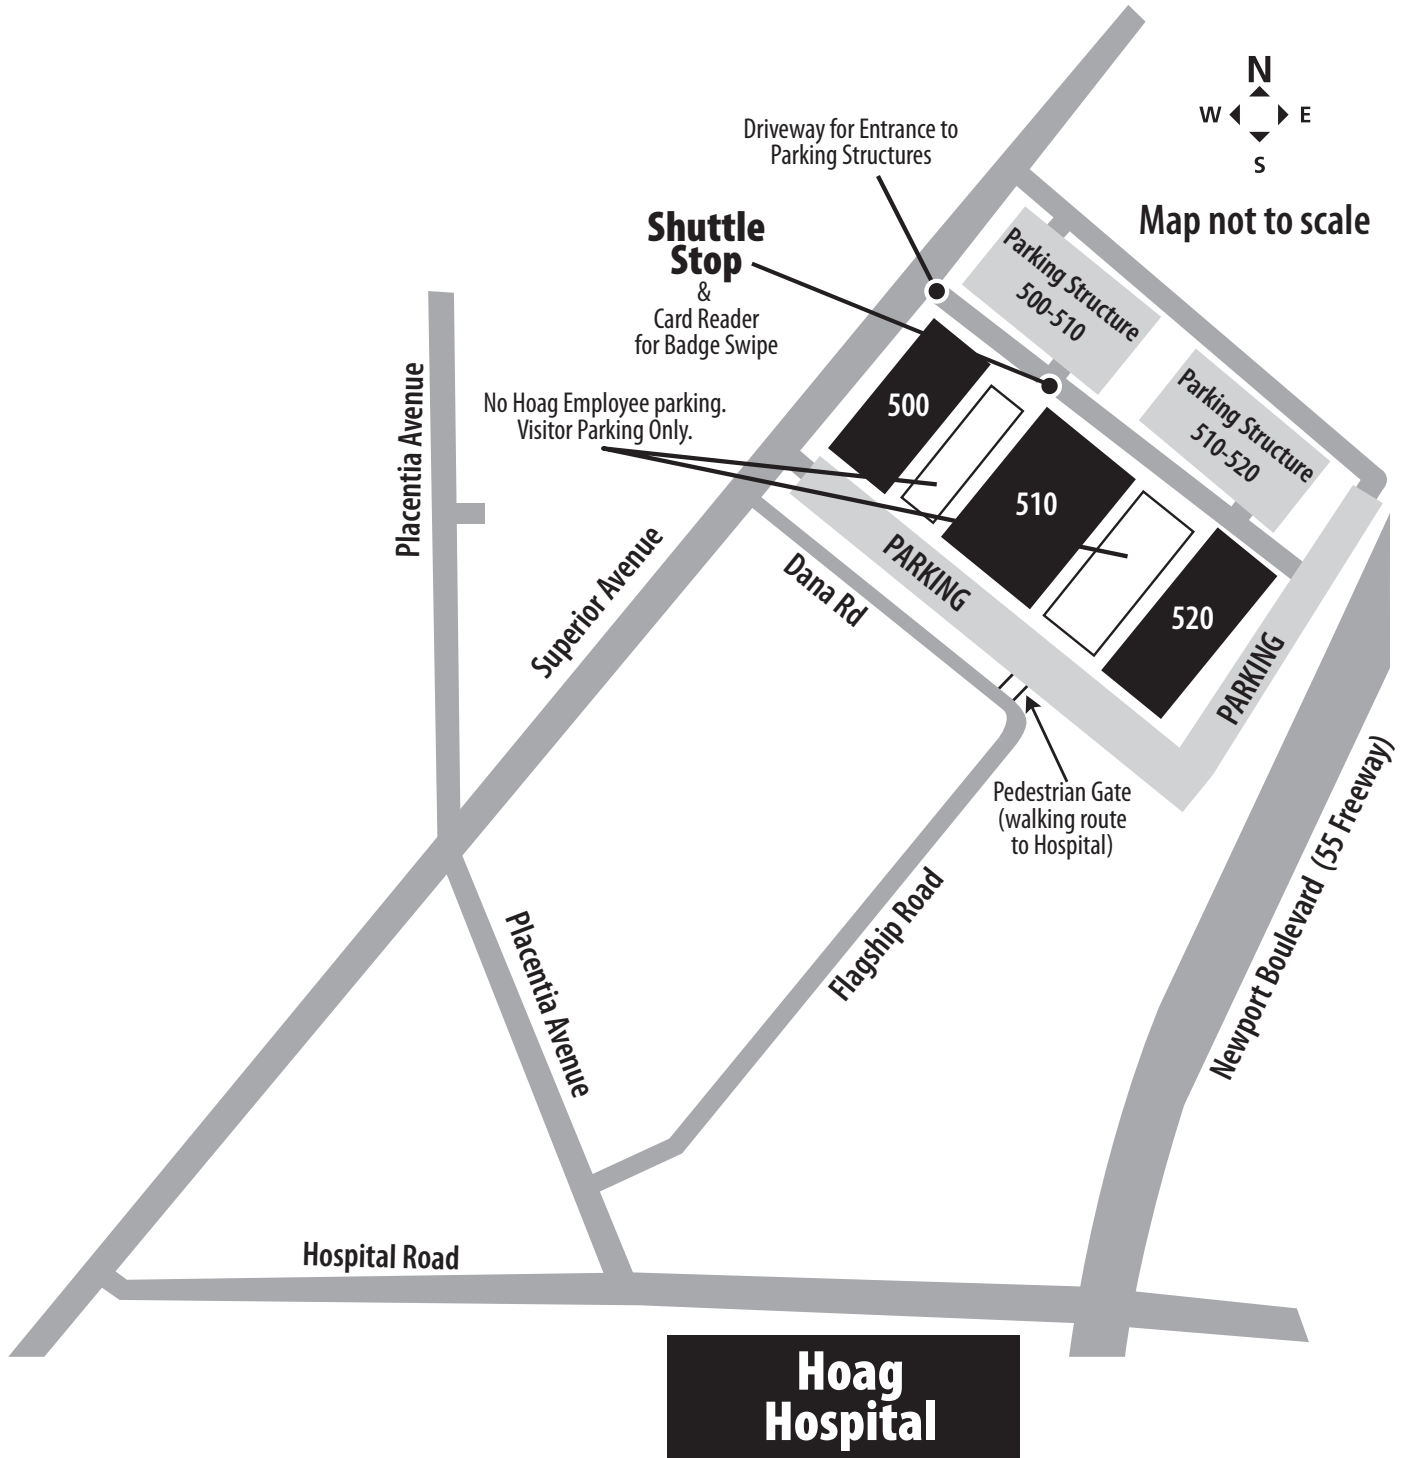 N
W E
S
Map not to scale
Driveway for Entrance to
Parking Structures
Shuttle
Stop
&
Card Reader
for Badge Swipe
No Hoag Employee parking.
Visitor Parking Only.
Parking Structure
500-510
Parking Structure
510-520
500
510
520
PARKING
PARKING
Placentia Avenue
Superior Avenue
Dana Rd
Pedestrian Gate
(walking route
to Hospital)
Flagship Road
Newport Boulevard (55 Freeway)
Placentia Avenue
Hospital Road
Hoag
Hospital